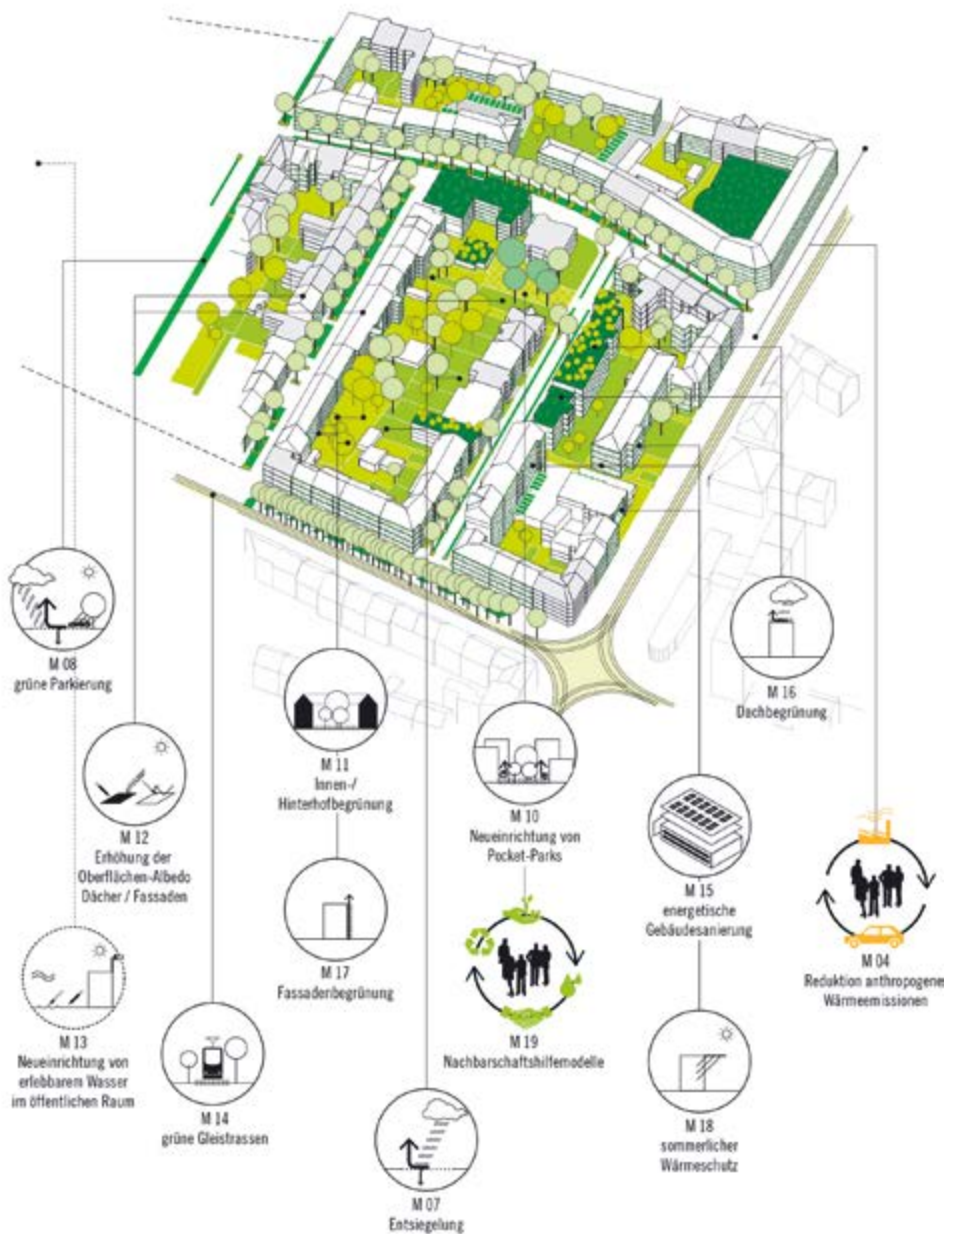 M 08
grüne Parkierung
M 16
Dachbegrünung
M 11
Innen-/
Hinterhofbegrünung
M 10
Neueinrichtung von
Pocket-Parks
M 12
Erhöhung der
Oberflächen-Albedo
Dächer / Fassaden
M 15
energetische
Gebäudesanierung
M 04
Reduktion anthropogene
Wärmeemissionen
M 17
Fassadenbegrünung
M 13
Neueinrichtung von
erlebbarem Wasser
im öffentlichen Raum
M 19
Nachbarschaftshilfemodelle
M 14
grüne Gleistrassen
M 18
sommerlicher
Wärmeschutz
M 07
Entsiegelung